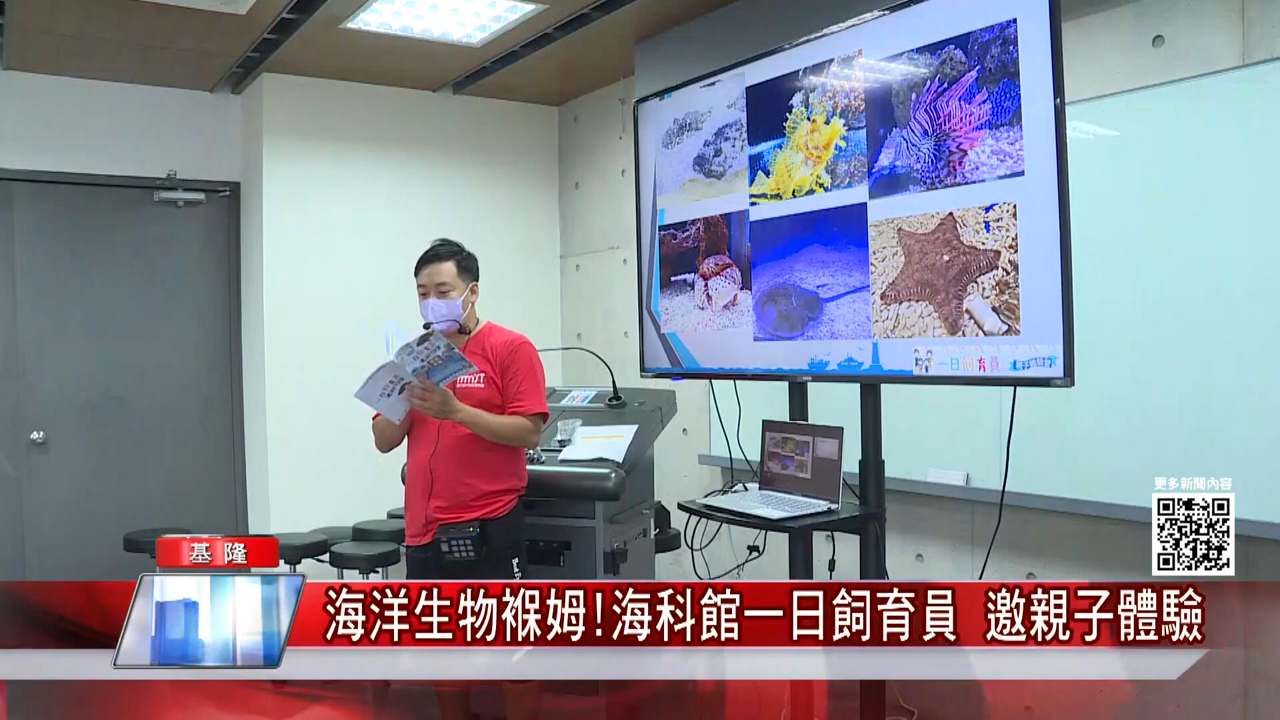 一日飼育員
更多新聞內容
基隆
海洋生物褓姆!海科館一日飼育員 邀親子體驗